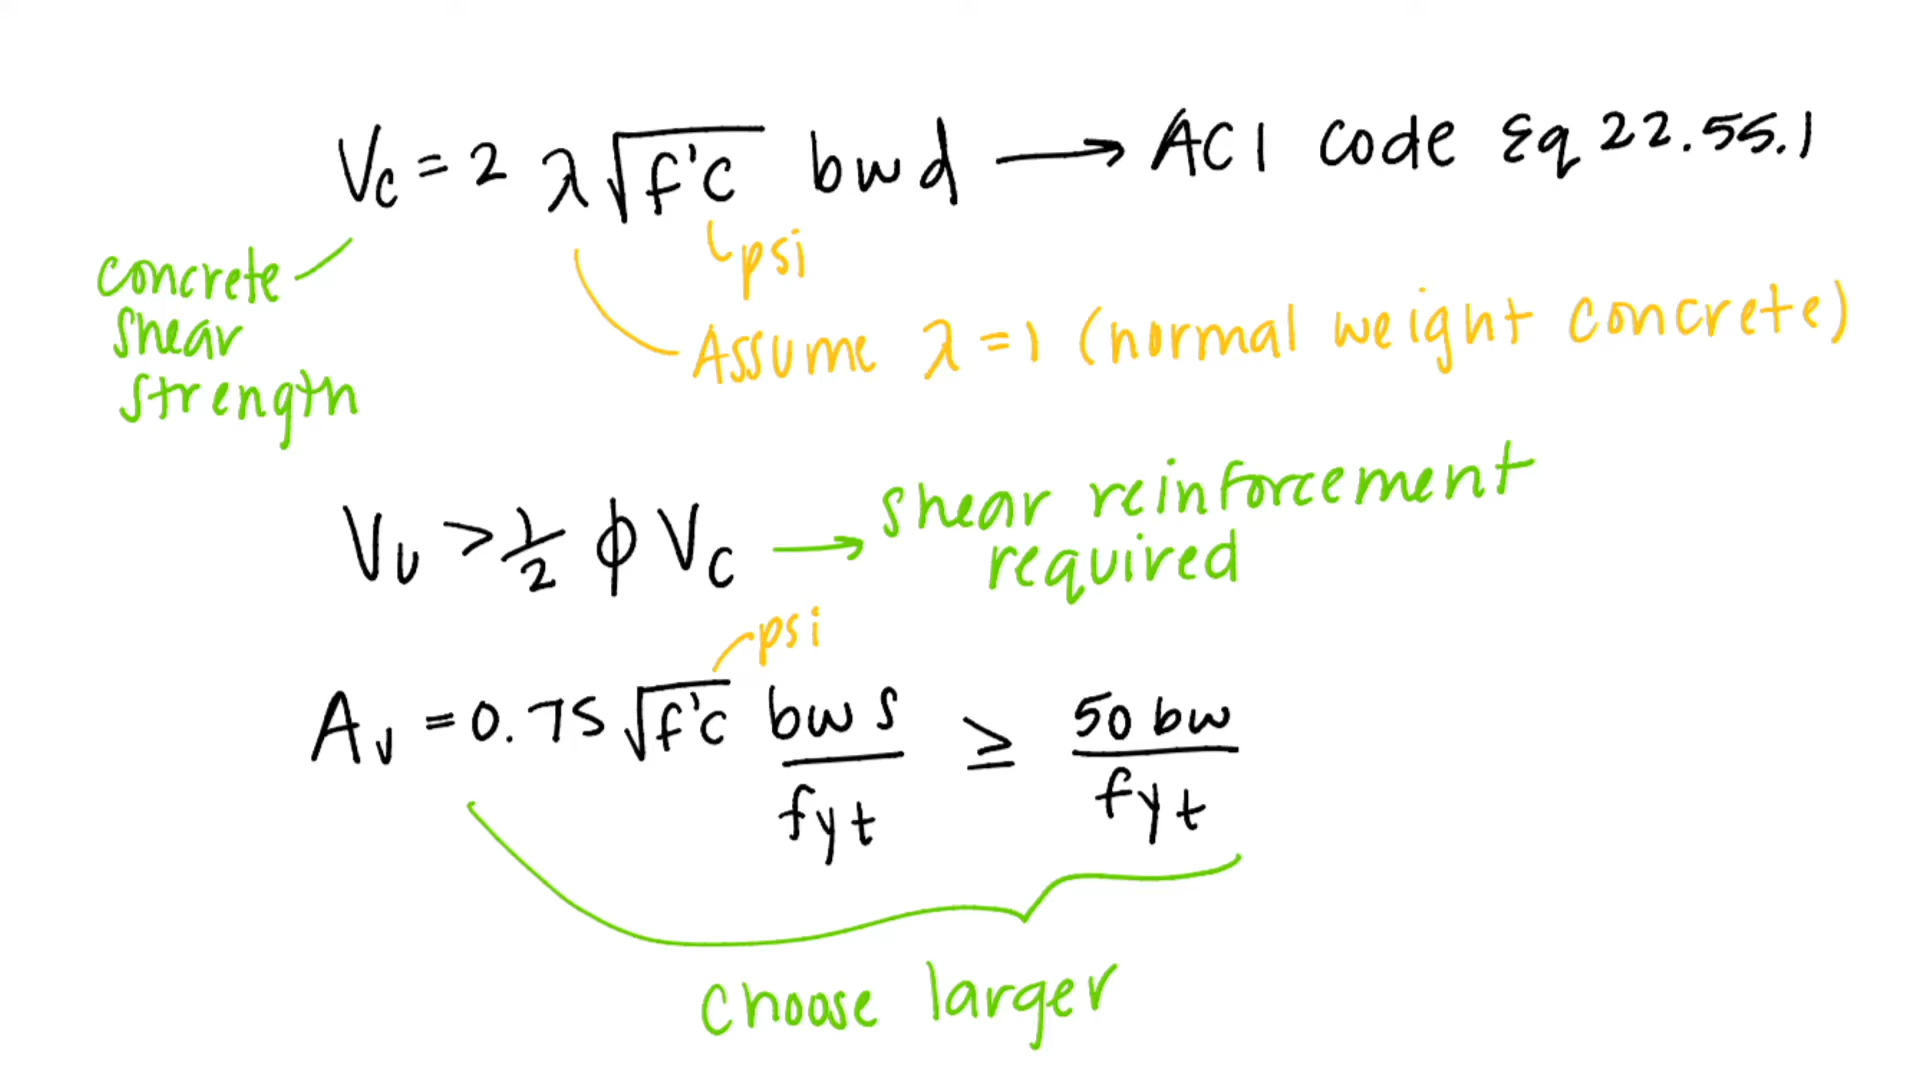 Vc = 2 λ √f'c bwd → ACI code Eq 22.55.1
psi
concrete
shear
strength
Assume λ = 1 (normal weight concrete)
Vu > 1/2 ϕ Vc → shear reinforcement
required
psi
Av = 0.75 √f'c bw s / fyt ≥ 50 bw / fyt
choose larger